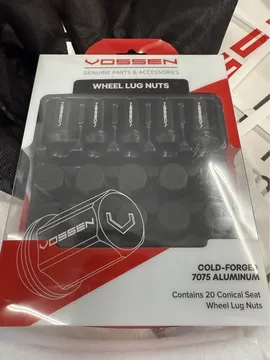 VOSSEN
GENUINE PARTS & ACCESSORIES
WHEEL LUG NUTS
VOSSEN
COLD-FORGED
7075 ALUMINUM
Contains 20 Conical Seat
Wheel Lug Nuts